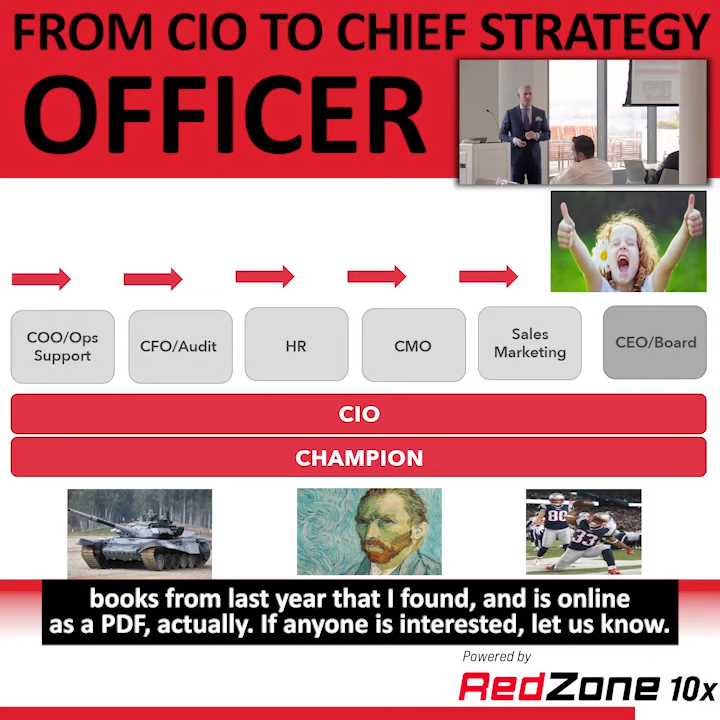 FROM CIO TO CHIEF STRATEGY
OFFICER
COO/Ops
Support
CFO/Audit
HR
CMO
Sales
Marketing
CEO/Board
CIO
CHAMPION
80
33
books from last year that I found, and is online
as a PDF, actually. If anyone is interested, let us know.
Powered by
RedZone 10x